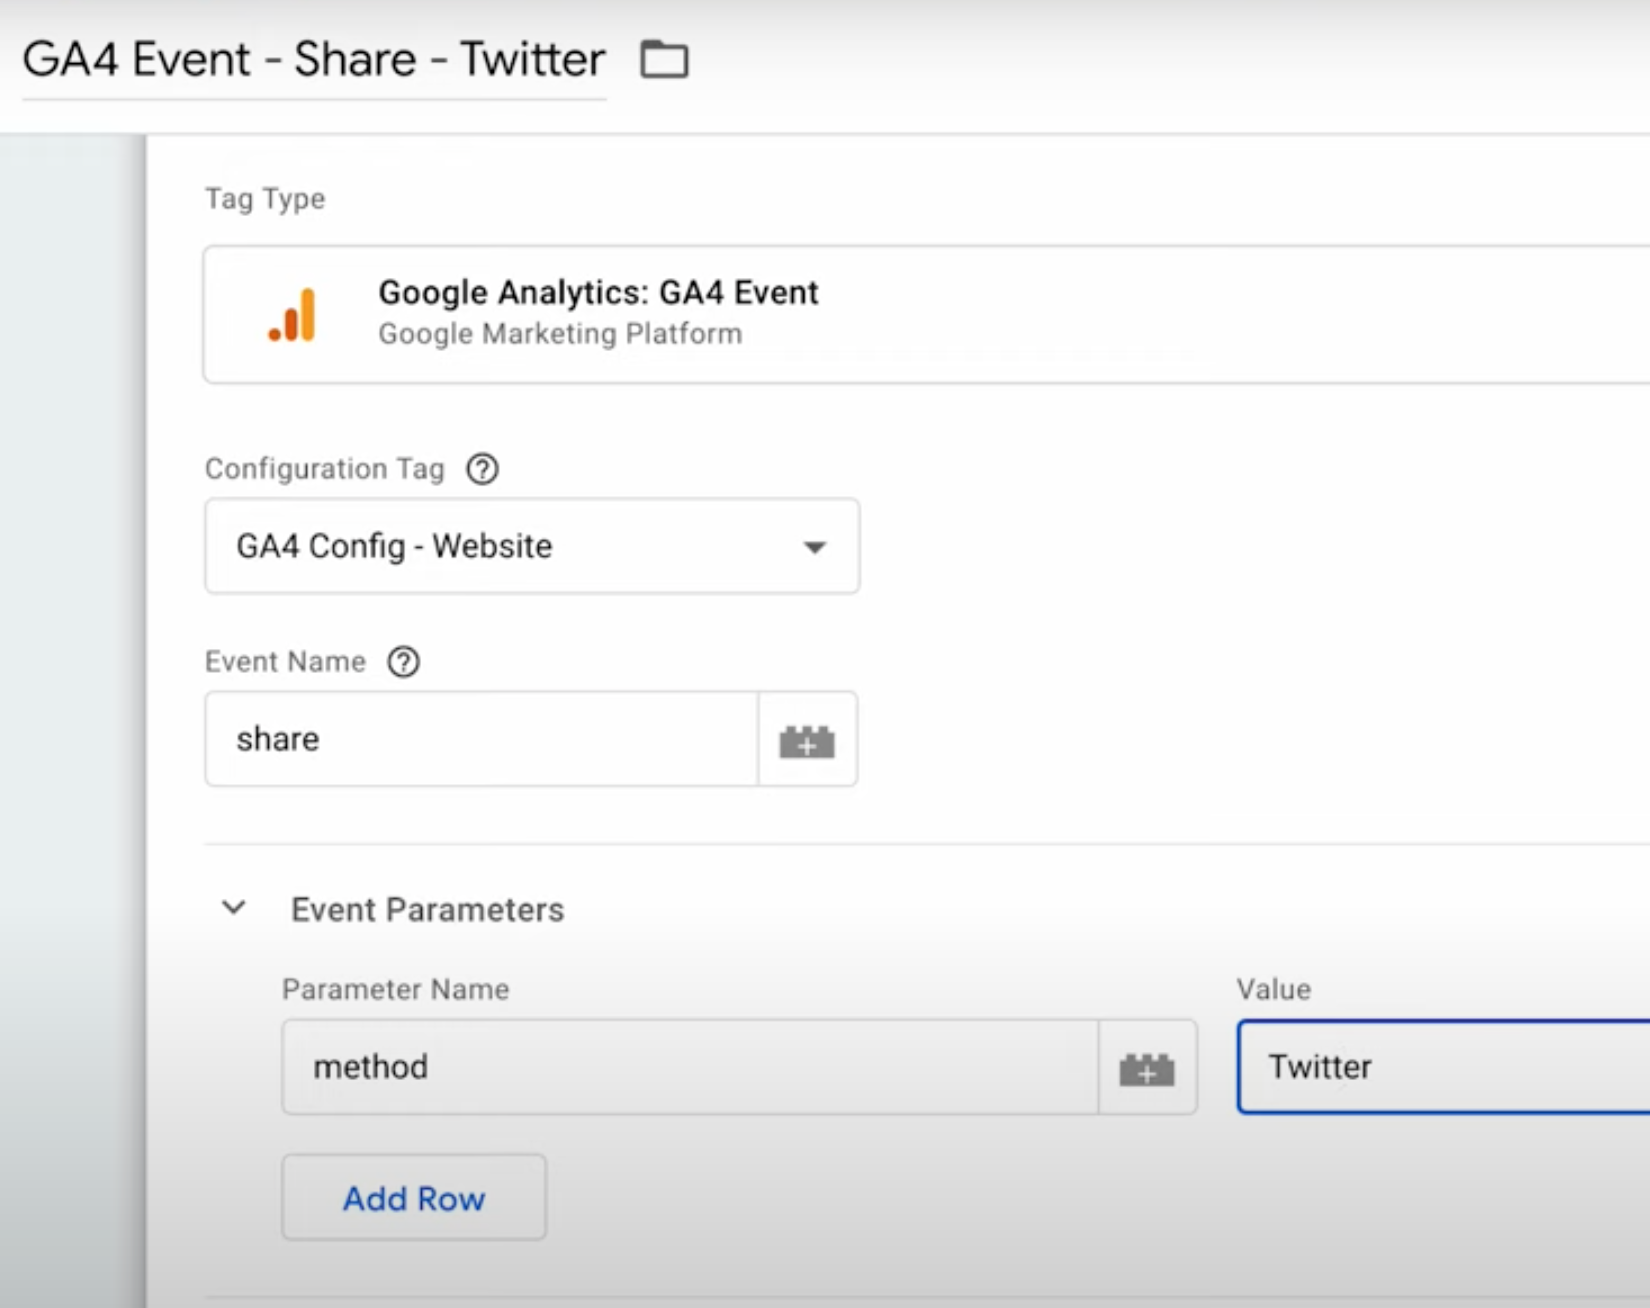 GA4 Event - Share - Twitter
Tag Type
Google Analytics: GA4 Event
Google Marketing Platform
Configuration Tag
GA4 Config - Website
Event Name
share
Event Parameters
Parameter Name
Value
method
Twitter
Add Row